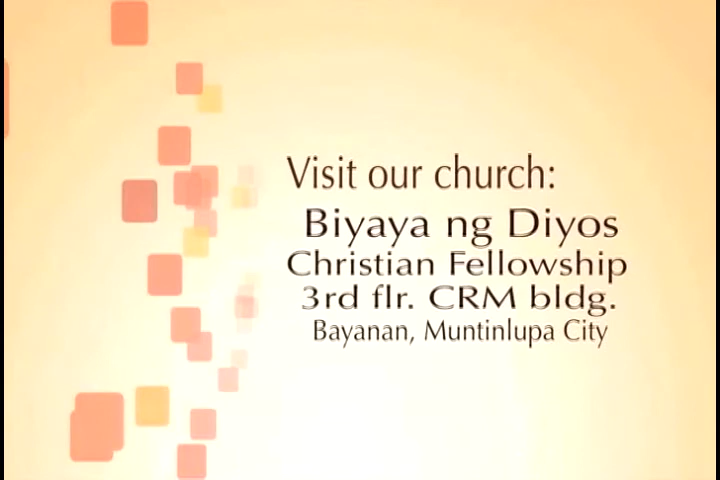 Visit our church:
Biyaya ng Diyos
Christian Fellowship
3rd flr. CRM bldg.
Bayanan, Muntinlupa City